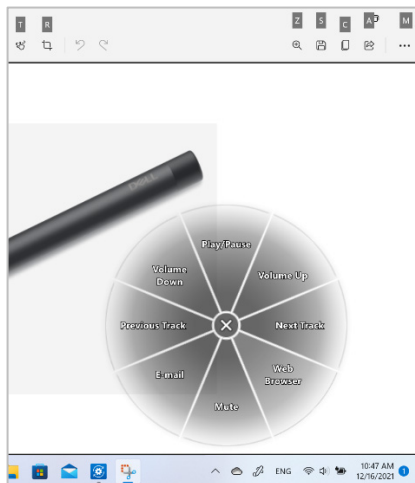 T R Z S C A M
DELL
Play/Pause
Volume
Down
Volume Up
Previous Track
Next Track
E-mail
Web
Browser
Mute
ENG
10:47 AM
12/16/2021
1